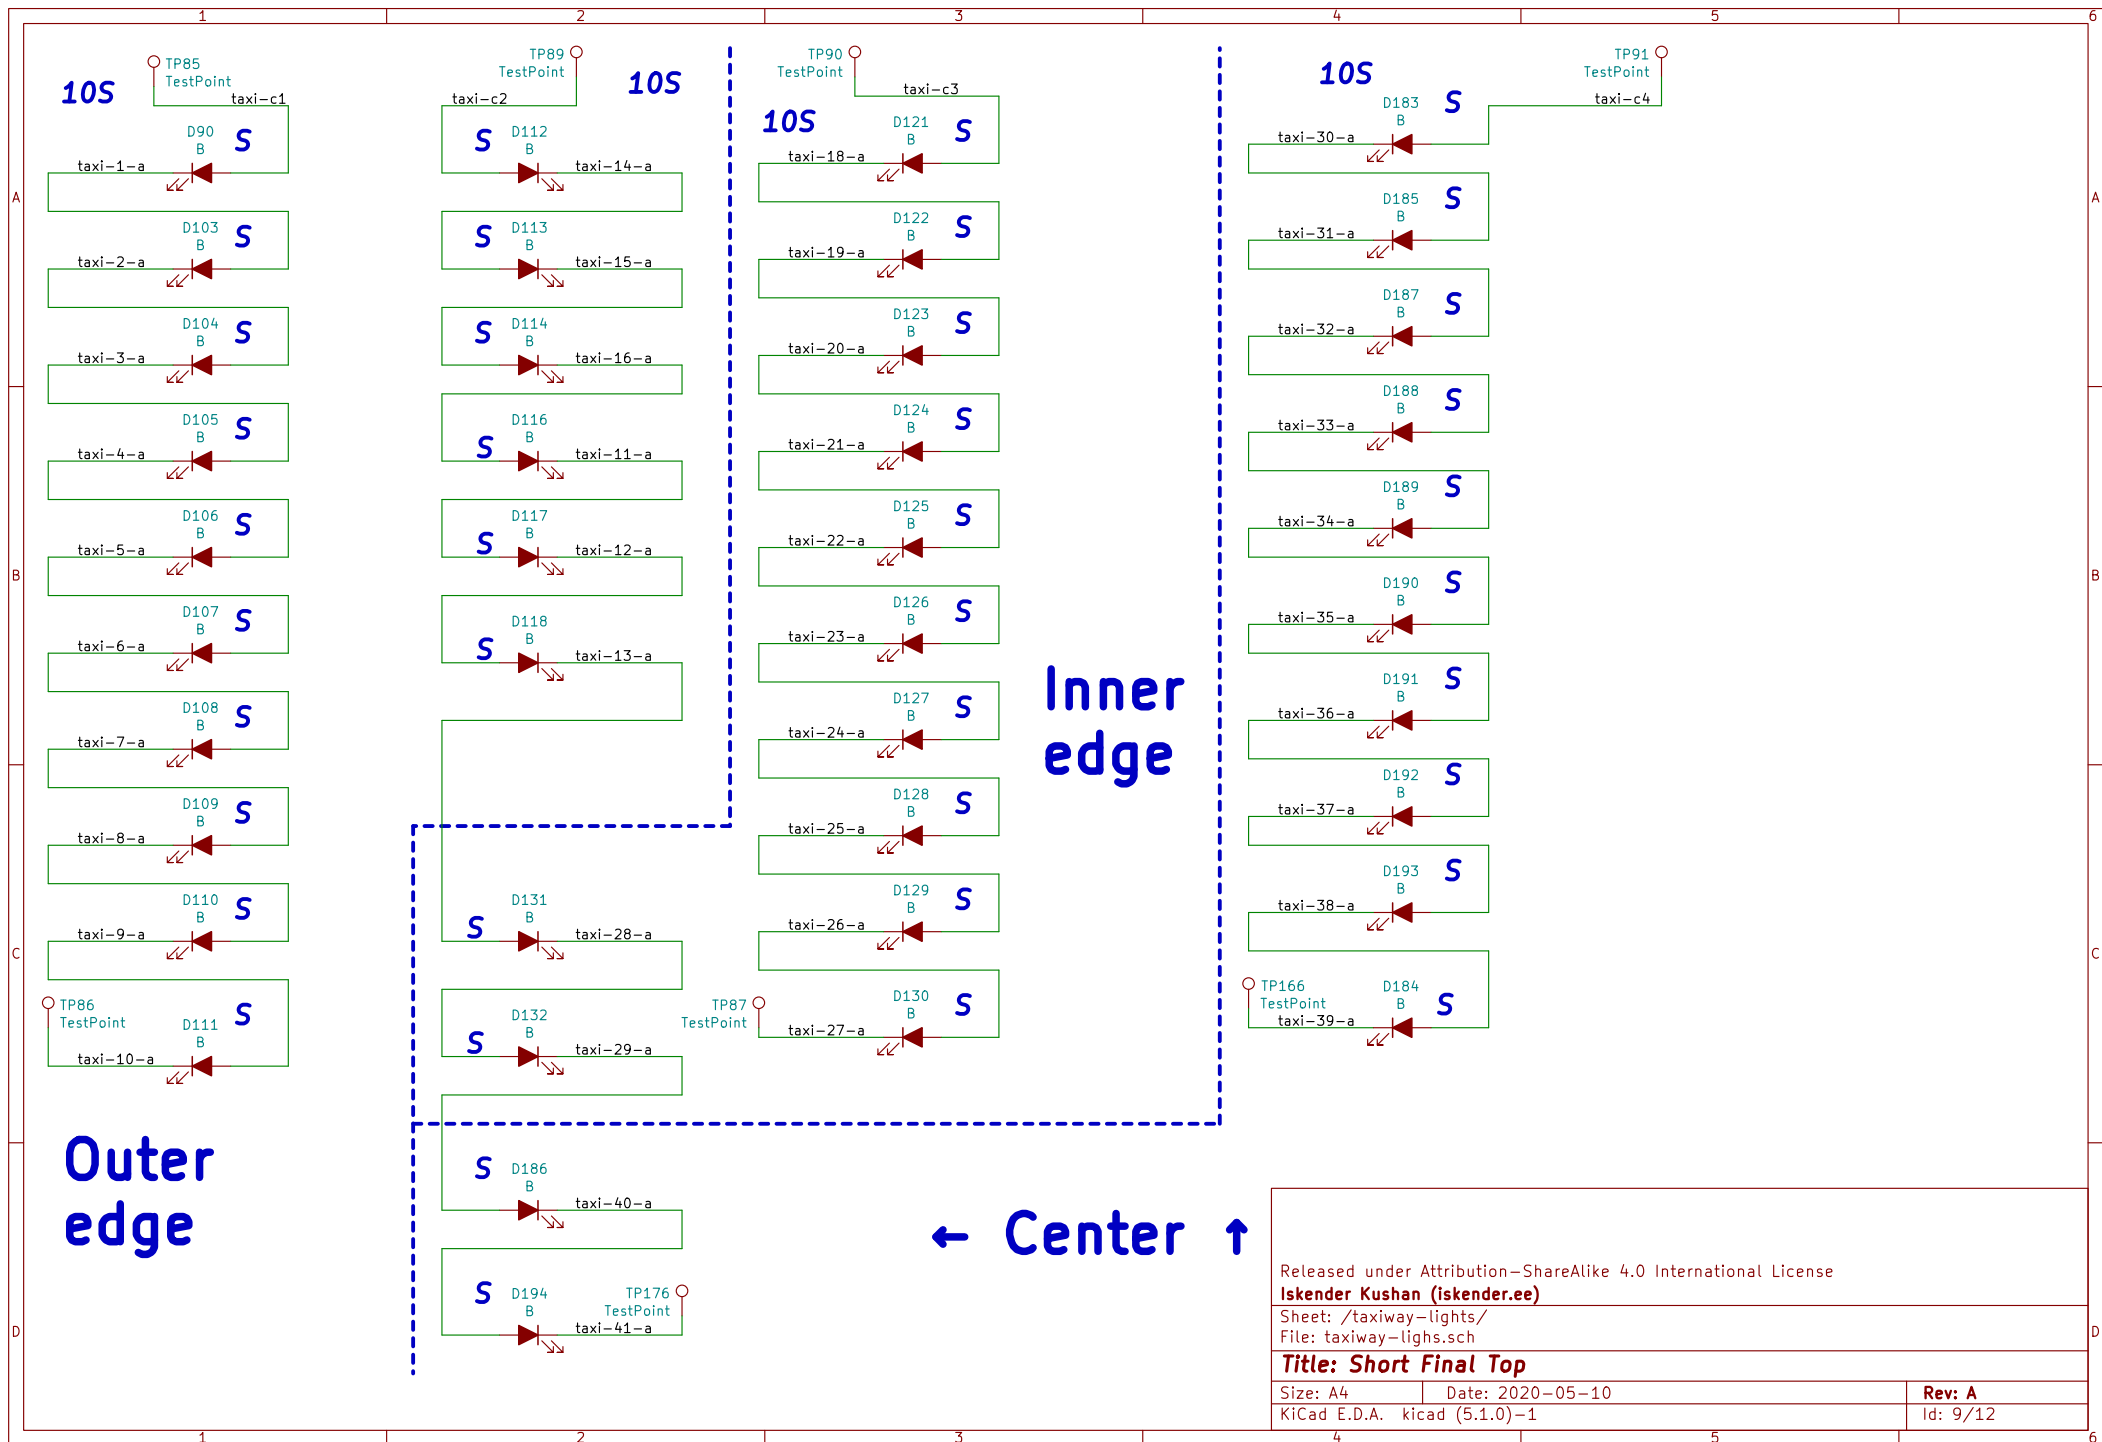 1 2 3 4 5 6
A
B
C
D
A
B
C
D
1 2 3 4 5 6
TP85
TestPoint
10S
taxi-c1
D90
B
S
taxi-1-a
D103
B
S
taxi-2-a
D104
B
S
taxi-3-a
D105
B
S
taxi-4-a
D106
B
S
taxi-5-a
D107
B
S
taxi-6-a
D108
B
S
taxi-7-a
D109
B
S
taxi-8-a
D110
B
S
taxi-9-a
TP86
TestPoint
D111
B
S
taxi-10-a
Outer
edge
TP89
TestPoint
10S
taxi-c2
S
D112
B
taxi-14-a
S
D113
B
taxi-15-a
S
D114
B
taxi-16-a
S
D116
B
taxi-11-a
S
D117
B
taxi-12-a
S
D118
B
taxi-13-a
S
D131
B
taxi-28-a
S
D132
B
taxi-29-a
S
D186
B
taxi-40-a
S
D194
B
TP176
TestPoint
taxi-41-a
TP90
TestPoint
taxi-c3
10S
D121
B
S
taxi-18-a
D122
B
S
taxi-19-a
D123
B
S
taxi-20-a
D124
B
S
taxi-21-a
D125
B
S
taxi-22-a
D126
B
S
taxi-23-a
D127
B
S
taxi-24-a
D128
B
S
taxi-25-a
D129
B
S
taxi-26-a
TP87
TestPoint
D130
B
S
taxi-27-a
Inner
edge
← Center ↑
TP91
TestPoint
10S
taxi-c4
D183
B
S
taxi-30-a
D185
B
S
taxi-31-a
D187
B
S
taxi-32-a
D188
B
S
taxi-33-a
D189
B
S
taxi-34-a
D190
B
S
taxi-35-a
D191
B
S
taxi-36-a
D192
B
S
taxi-37-a
D193
B
S
taxi-38-a
TP166
TestPoint
D184
B
S
taxi-39-a
Released under Attribution-ShareAlike 4.0 International License
Iskender Kushan (iskender.ee)
Sheet: /taxiway-lights/
File: taxiway-lighs.sch
Title: Short Final Top
Size: A4 Date: 2020-05-10 Rev: A
KiCad E.D.A. kicad (5.1.0)-1 Id: 9/12